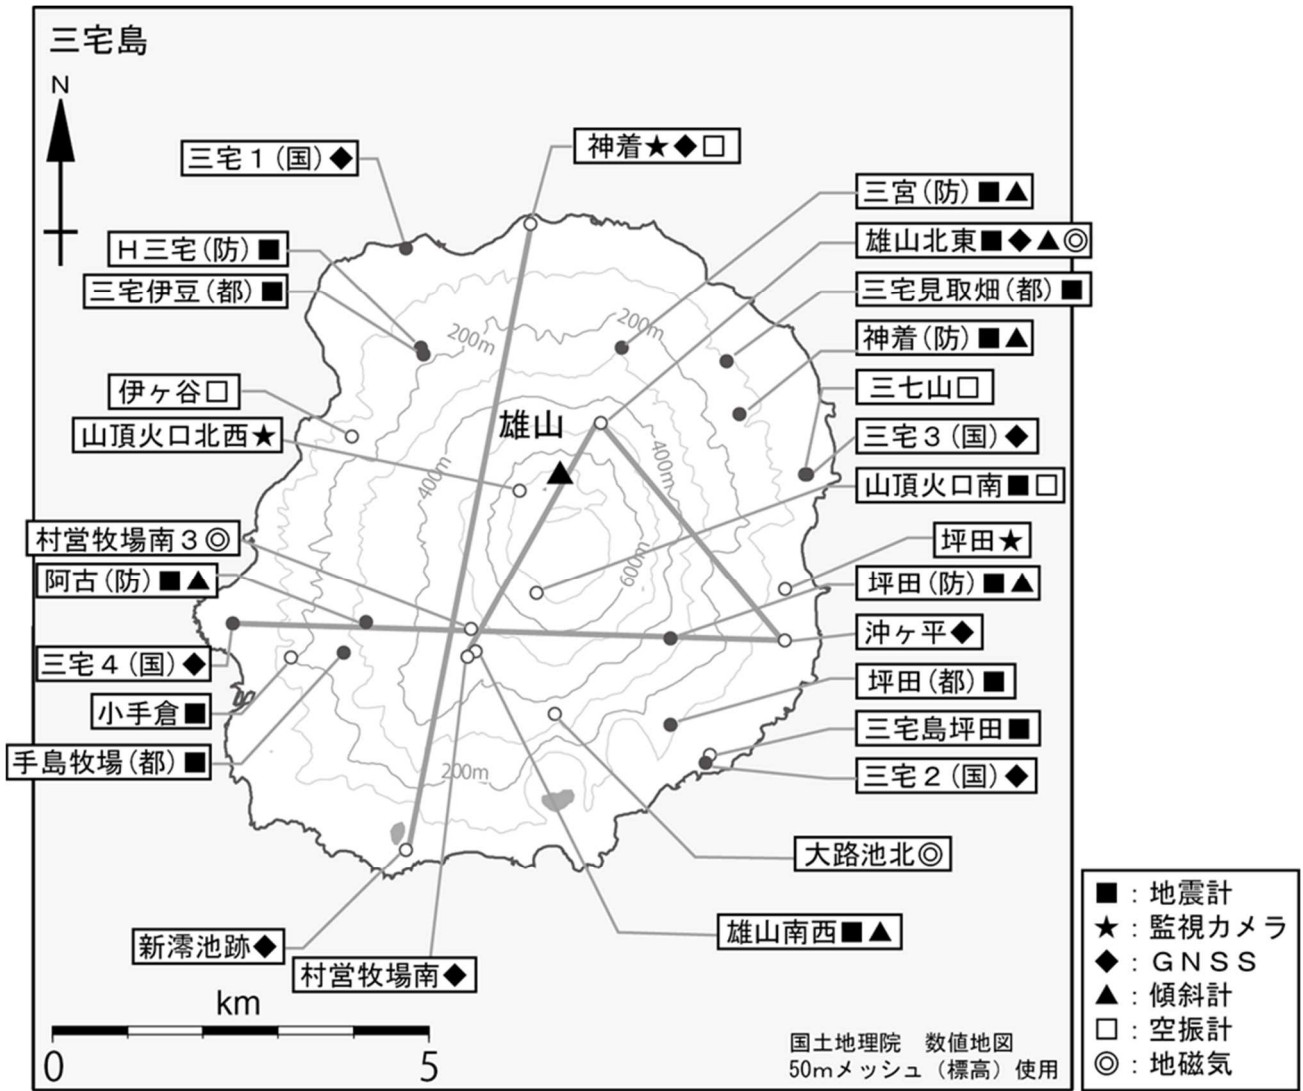 三宅島
N
三宅１(国)◆
神着★◆□
三宮(防)■▲
H三宅(防)■
雄山北東■◆▲◎
三宅伊豆(都)■
三宅見取畑(都)■
200m
200m
神着(防)■▲
伊ヶ谷□
三七山□
雄山
山頂火口北西★
三宅３(国)◆
400m
400m
山頂火口南■□
村営牧場南３◎
坪田★
600m
阿古(防)■▲
坪田(防)■▲
沖ヶ平◆
三宅４(国)◆
坪田(都)■
小手倉■
三宅島坪田■
手島牧場(都)■
200m
三宅２(国)◆
大路池北◎
新澪池跡◆
雄山南西■▲
村営牧場南◆
km
0
5
国土地理院　数値地図
50mメッシュ（標高）使用
■：地震計
★：監視カメラ
◆：ＧＮＳＳ
▲：傾斜計
□：空振計
◎：地磁気